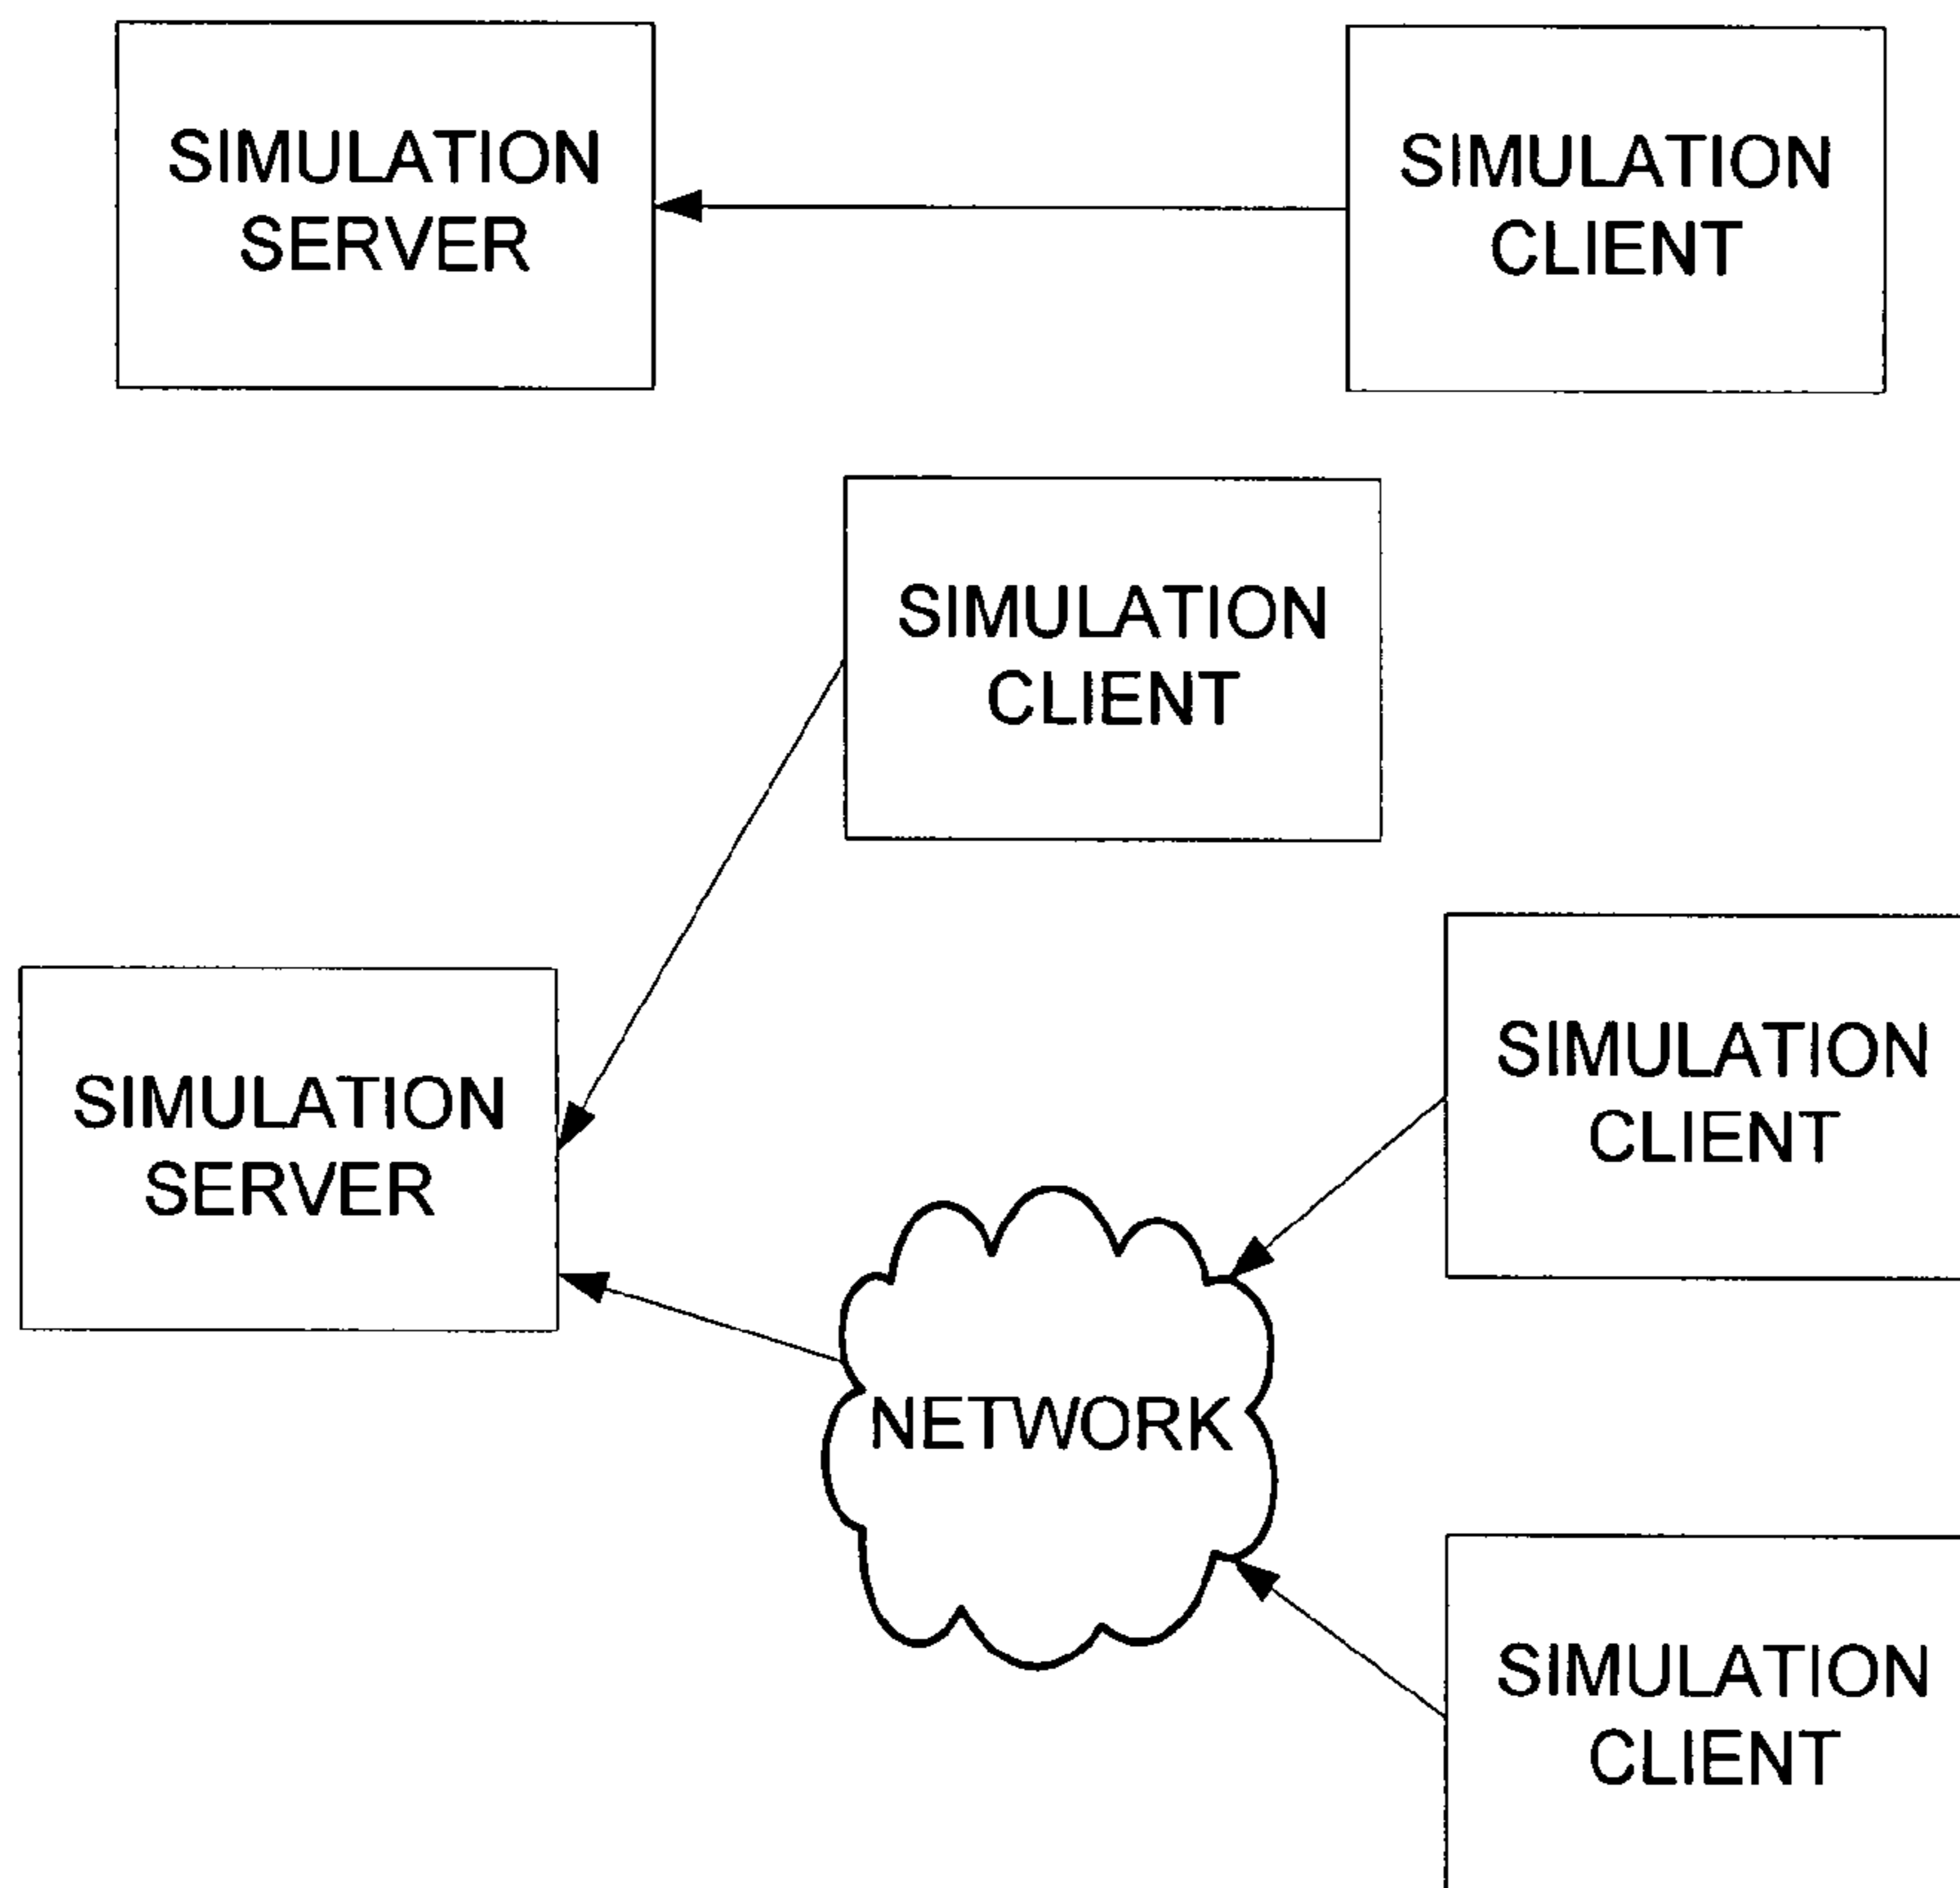 SIMULATION
SERVER
SIMULATION
CLIENT
SIMULATION
CLIENT
SIMULATION
SERVER
SIMULATION
CLIENT
NETWORK
SIMULATION
CLIENT